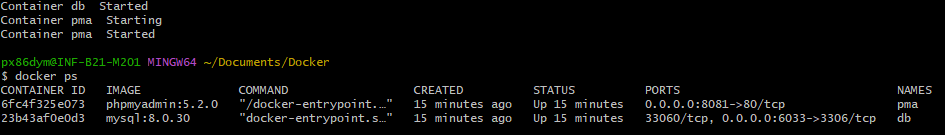 Container db  Started
Container pma  Starting
Container pma  Started
px86dym@INF-B21-M201 MINGW64 ~/Documents/Docker
$ docker ps
CONTAINER ID   IMAGE              COMMAND                  CREATED          STATUS          PORTS                               NAMES
6fc4f325e073   phpmyadmin:5.2.0   "/docker-entrypoint.…"   15 minutes ago   Up 15 minutes   0.0.0.0:8081->80/tcp                pma
23b43af0e0d3   mysql:8.0.30       "docker-entrypoint.s…"   15 minutes ago   Up 15 minutes   33060/tcp, 0.0.0.0:6033->3306/tcp   db